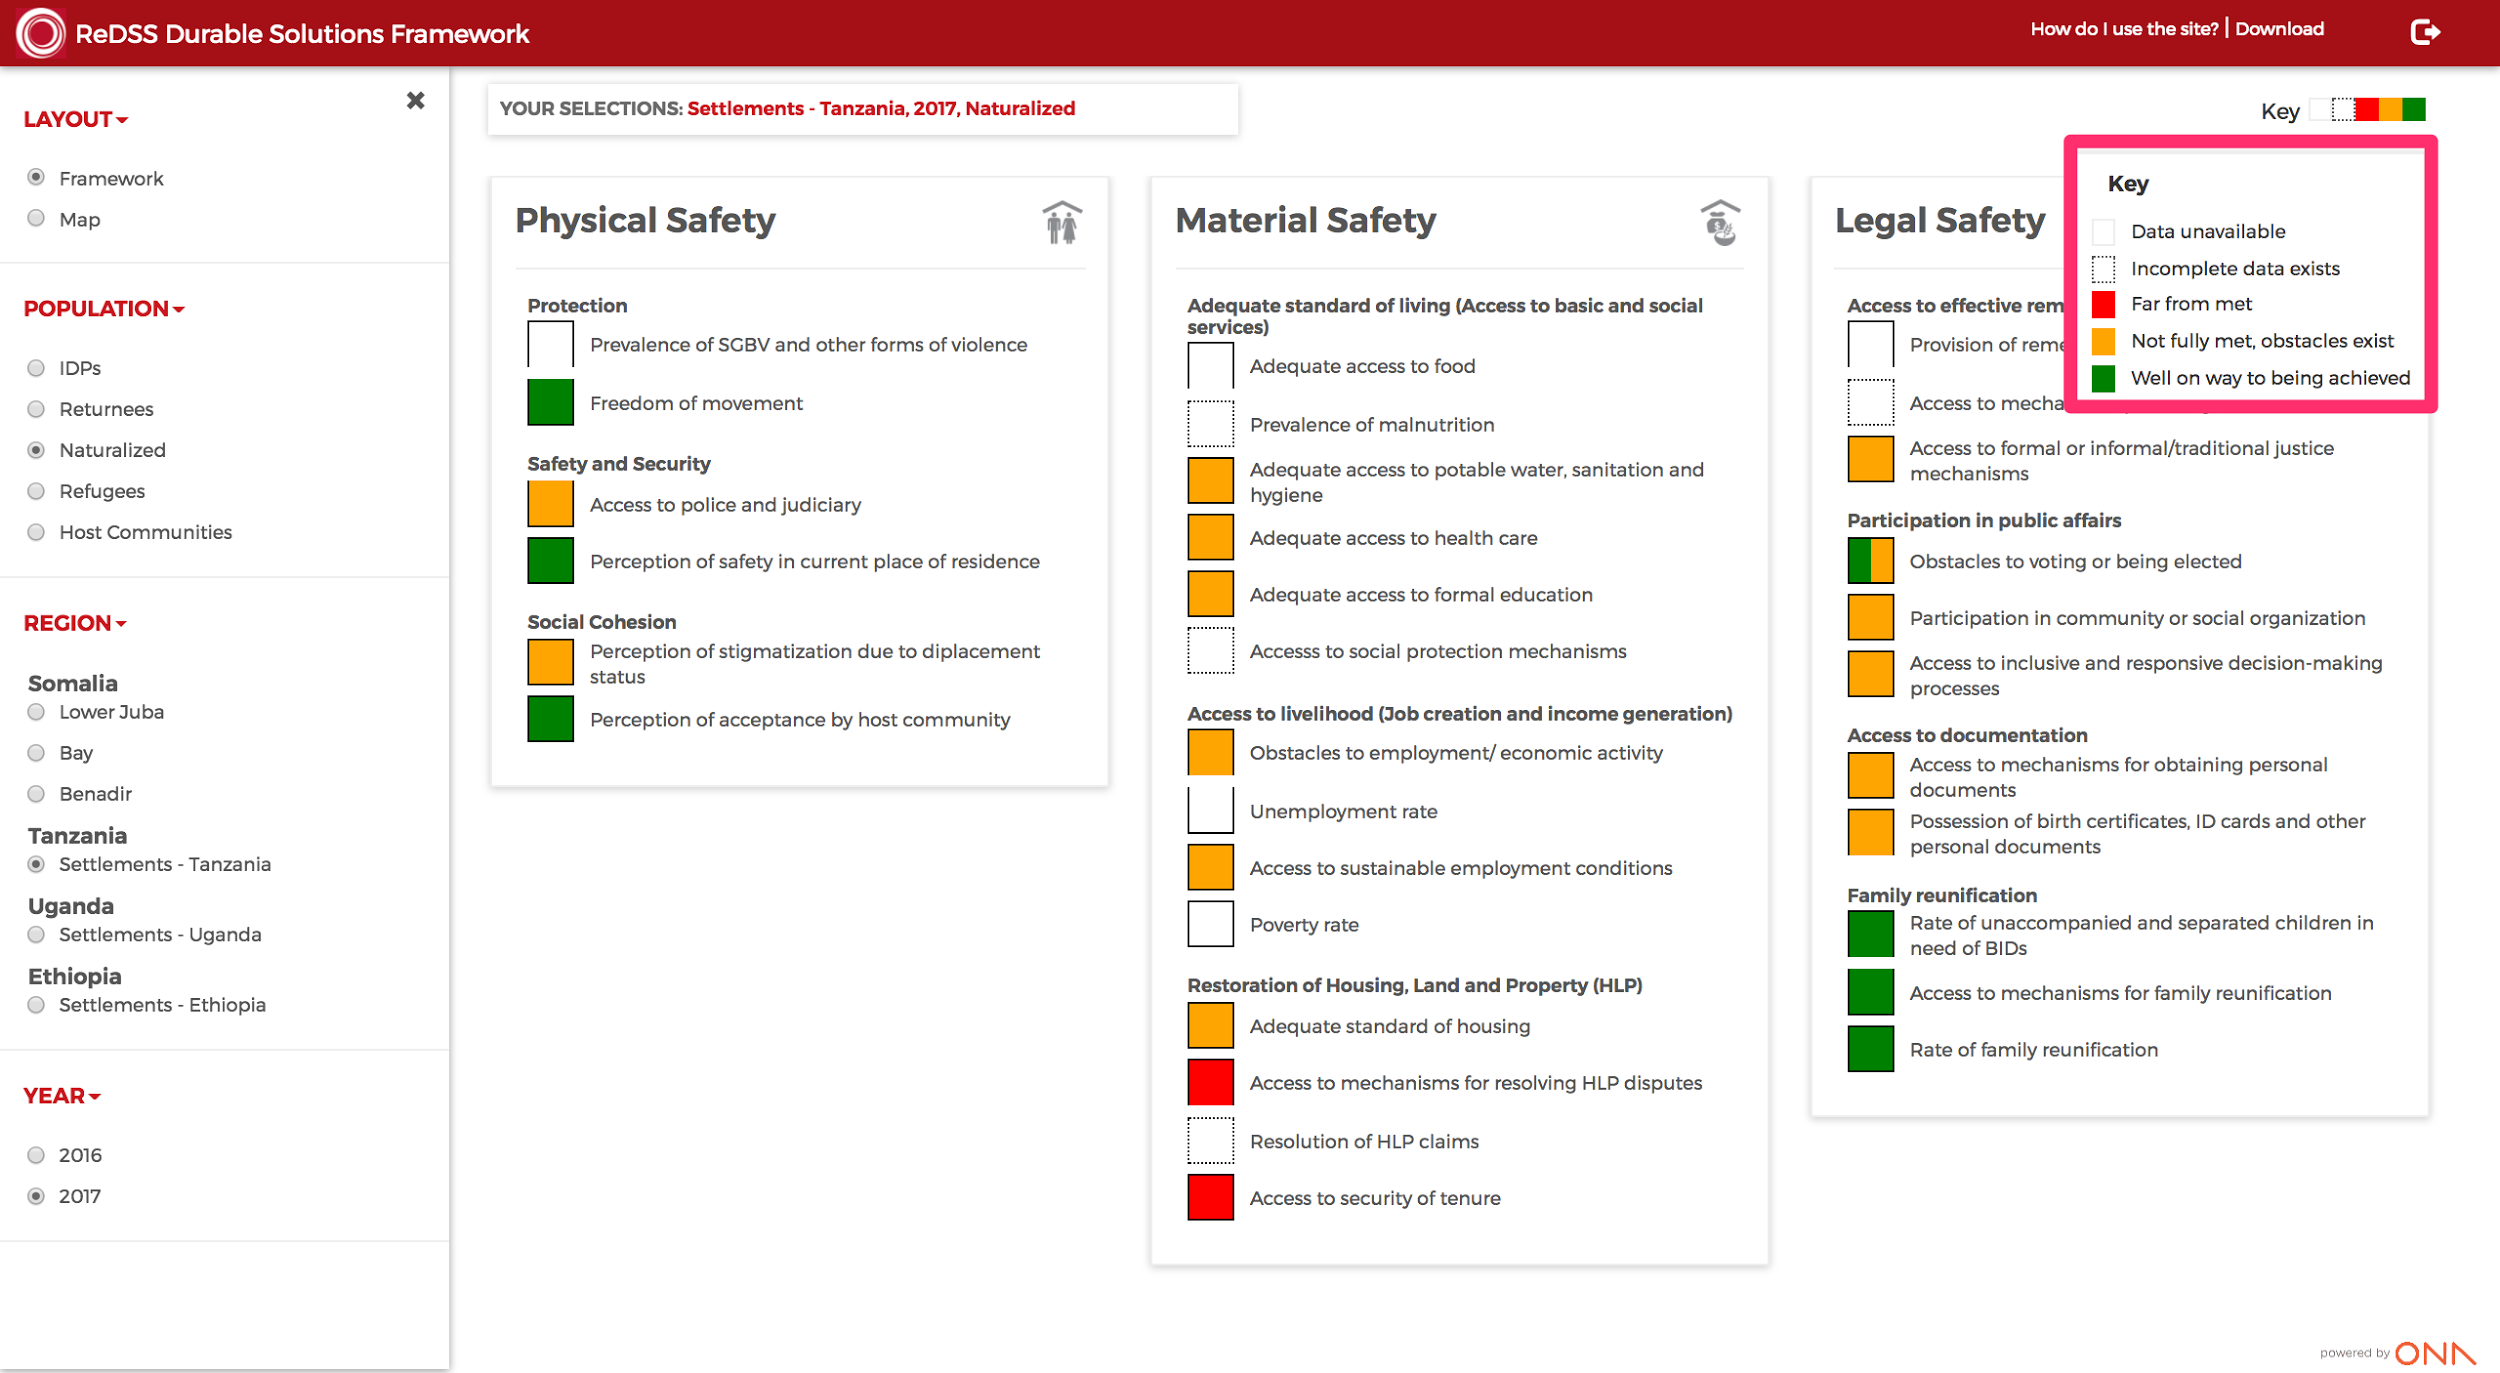 ReDSS Durable Solutions Framework
How do I use the site? | Download
LAYOUT
Framework
Map
POPULATION
IDPs
Returnees
Naturalized
Refugees
Host Communities
REGION
Somalia
Lower Juba
Bay
Benadir
Tanzania
Settlements - Tanzania
Uganda
Settlements - Uganda
Ethiopia
Settlements - Ethiopia
YEAR
2016
2017
YOUR SELECTIONS: Settlements - Tanzania, 2017, Naturalized
Key
Physical Safety
Protection
Prevalence of SGBV and other forms of violence
Freedom of movement
Safety and Security
Access to police and judiciary
Perception of safety in current place of residence
Social Cohesion
Perception of stigmatization due to diplacement
status
Perception of acceptance by host community
Material Safety
Adequate standard of living (Access to basic and social
services)
Adequate access to food
Prevalence of malnutrition
Adequate access to potable water, sanitation and
hygiene
Adequate access to health care
Adequate access to formal education
Accesss to social protection mechanisms
Access to livelihood (Job creation and income generation)
Obstacles to employment/ economic activity
Unemployment rate
Access to sustainable employment conditions
Poverty rate
Restoration of Housing, Land and Property (HLP)
Adequate standard of housing
Access to mechanisms for resolving HLP disputes
Resolution of HLP claims
Access to security of tenure
Legal Safety
Key
Data unavailable
Incomplete data exists
Far from met
Not fully met, obstacles exist
Well on way to being achieved
Access to effective
Provision of
Access to
Access to formal or informal/traditional justice
mechanisms
Participation in public affairs
Obstacles to voting or being elected
Participation in community or social organization
Access to inclusive and responsive decision-making
processes
Access to documentation
Access to mechanisms for obtaining personal
documents
Possession of birth certificates, ID cards and other
personal documents
Family reunification
Rate of unaccompanied and separated children in
need of BIDs
Access to mechanisms for family reunification
Rate of family reunification
powered by ONA